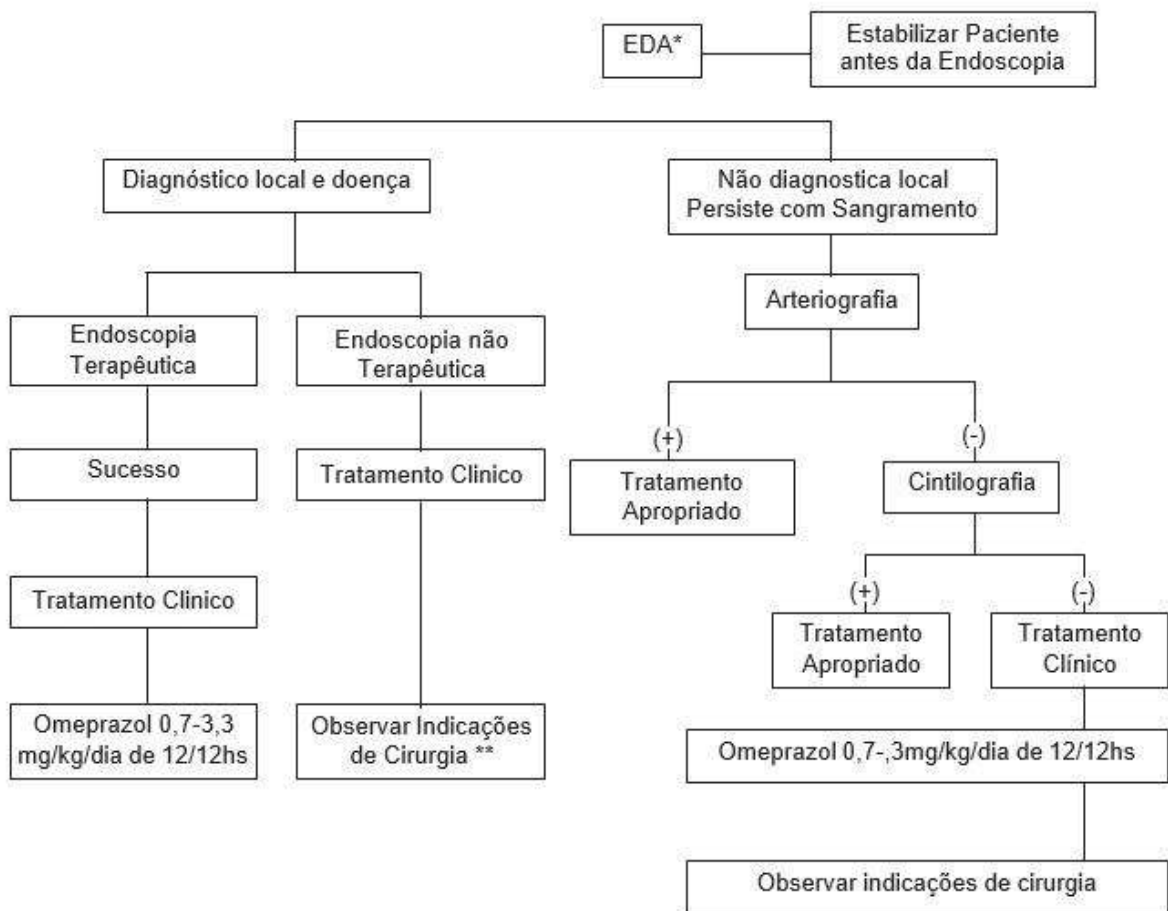 EDA*
Estabilizar Paciente
antes da Endoscopia
Diagnóstico local e doença
Não diagnostica local
Persiste com Sangramento
Arteriografia
Endoscopia
Terapêutica
Endoscopia não
Terapêutica
(+)
(-)
Sucesso
Tratamento Clinico
Tratamento
Apropriado
Cintilografia
(+)
(-)
Tratamento Clinico
Tratamento
Apropriado
Tratamento
Clínico
Omeprazol 0,7-3,3
mg/kg/dia de 12/12hs
Observar Indicações
de Cirurgia **
Omeprazol 0,7-,3mg/kg/dia de 12/12hs
Observar indicações de cirurgia